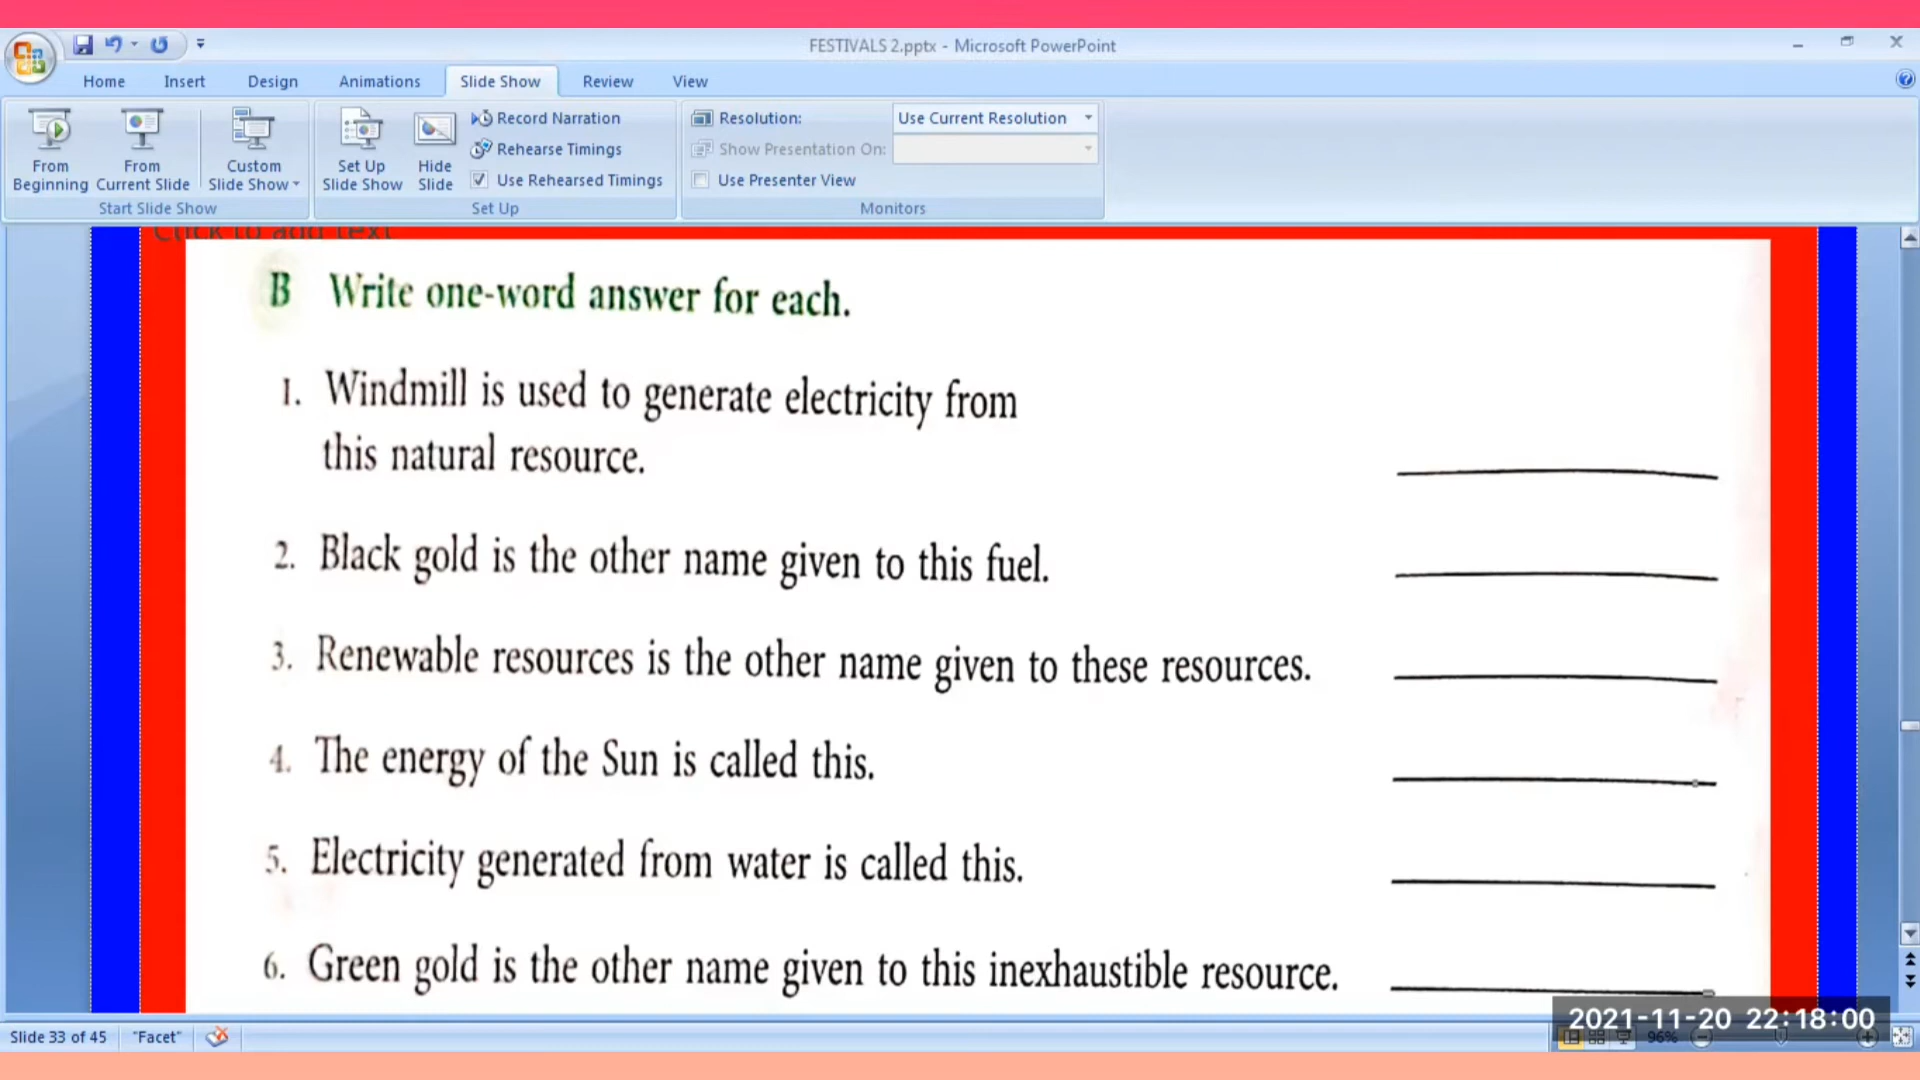 FESTIVALS 2.pptx - Microsoft PowerPoint
Home Insert Design Animations Slide Show Review View
From Beginning
From Current Slide
Custom Slide Show
Start Slide Show
Set Up Slide Show
Hide Slide
Record Narration
Rehearse Timings
Use Rehearsed Timings
Set Up
Resolution: Use Current Resolution
Show Presentation On:
Use Presenter View
Monitors
Click to add text
B Write one-word answer for each.
1. Windmill is used to generate electricity from
this natural resource.
2. Black gold is the other name given to this fuel.
3. Renewable resources is the other name given to these resources.
4. The energy of the Sun is called this.
5. Electricity generated from water is called this.
6. Green gold is the other name given to this inexhaustible resource.
2021-11-20 22:18:00
Slide 33 of 45 "Facet" 96%